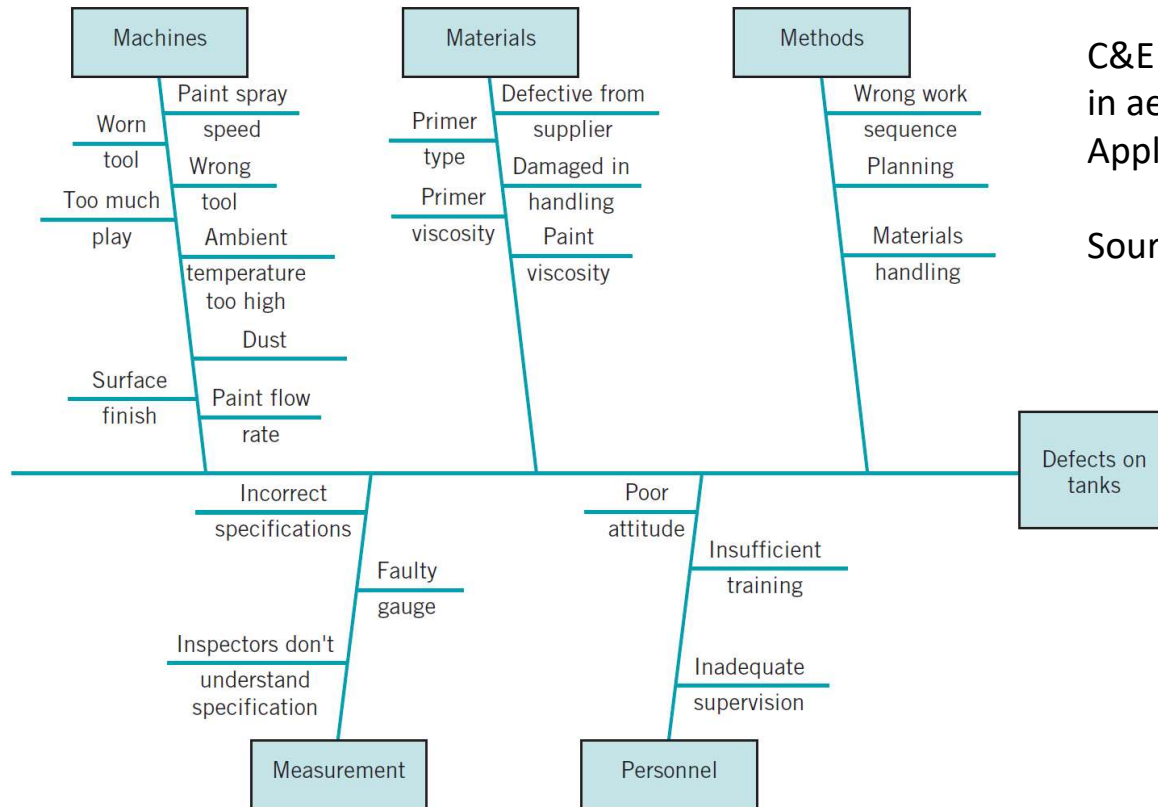 Machines
Materials
Methods
C&E
in ae
Appl
Sour
Paint spray
speed
Worn
tool
Wrong
tool
Too much
play
Ambient
temperature
too high
Dust
Surface
finish
Paint flow
rate
Defective from
supplier
Primer
type
Damaged in
handling
Primer
viscosity
Paint
viscosity
Wrong work
sequence
Planning
Materials
handling
Defects on
tanks
Incorrect
specifications
Faulty
gauge
Inspectors don't
understand
specification
Poor
attitude
Insufficient
training
Inadequate
supervision
Measurement
Personnel